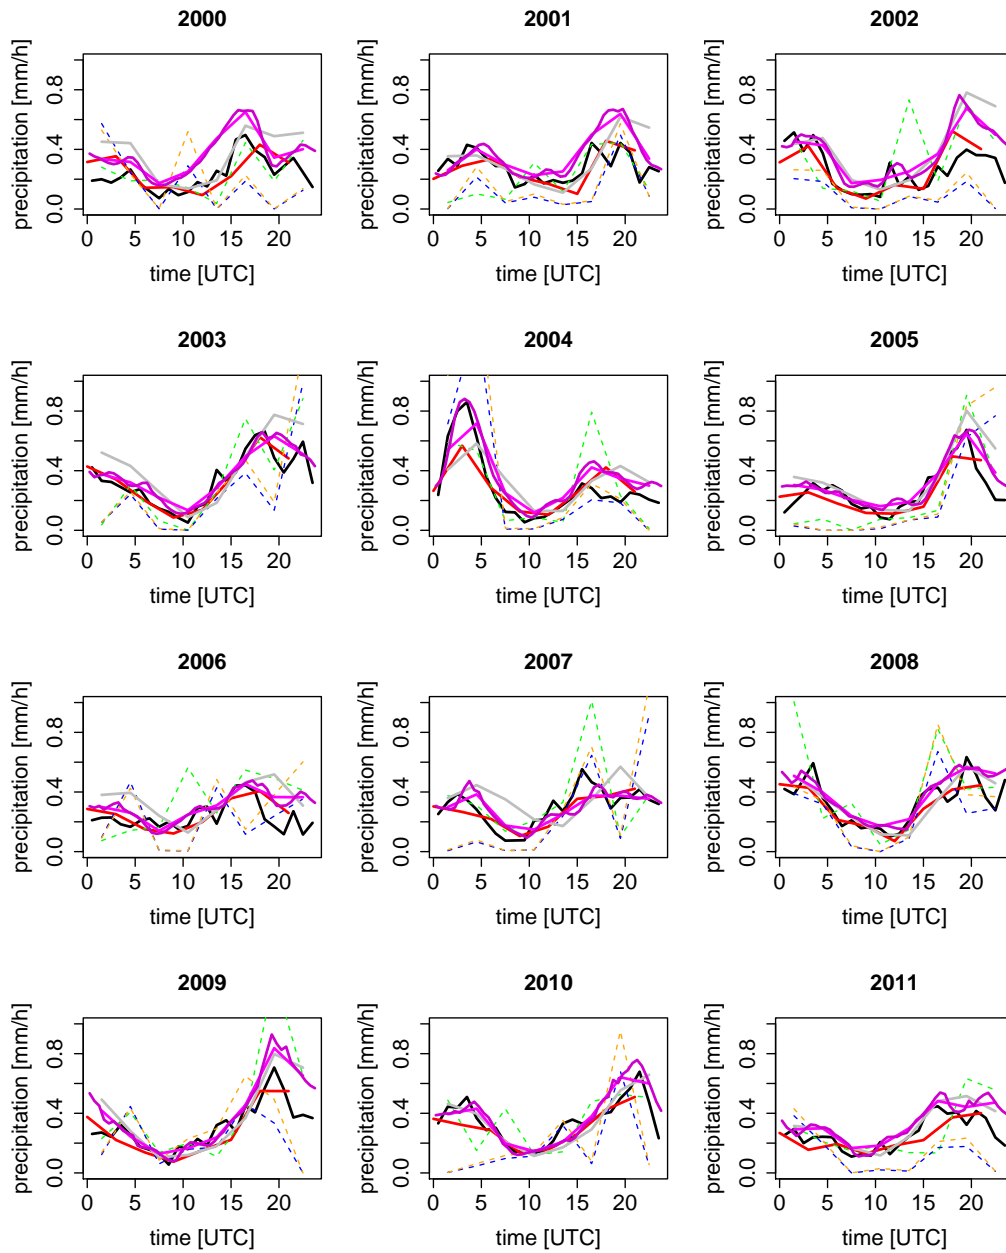 2000 2001 2002
precipitation [mm/h] precipitation [mm/h] precipitation [mm/h]
0.0 0.4 0.8 0.0 0.4 0.8 0.0 0.4 0.8
0 5 10 15 20 0 5 10 15 20 0 5 10 15 20
time [UTC] time [UTC] time [UTC]
2003 2004 2005
precipitation [mm/h] precipitation [mm/h] precipitation [mm/h]
0.0 0.4 0.8 0.0 0.4 0.8 0.0 0.4 0.8
0 5 10 15 20 0 5 10 15 20 0 5 10 15 20
time [UTC] time [UTC] time [UTC]
2006 2007 2008
precipitation [mm/h] precipitation [mm/h] precipitation [mm/h]
0.0 0.4 0.8 0.0 0.4 0.8 0.0 0.4 0.8
0 5 10 15 20 0 5 10 15 20 0 5 10 15 20
time [UTC] time [UTC] time [UTC]
2009 2010 2011
precipitation [mm/h] precipitation [mm/h] precipitation [mm/h]
0.0 0.4 0.8 0.0 0.4 0.8 0.0 0.4 0.8
0 5 10 15 20 0 5 10 15 20 0 5 10 15 20
time [UTC] time [UTC] time [UTC]